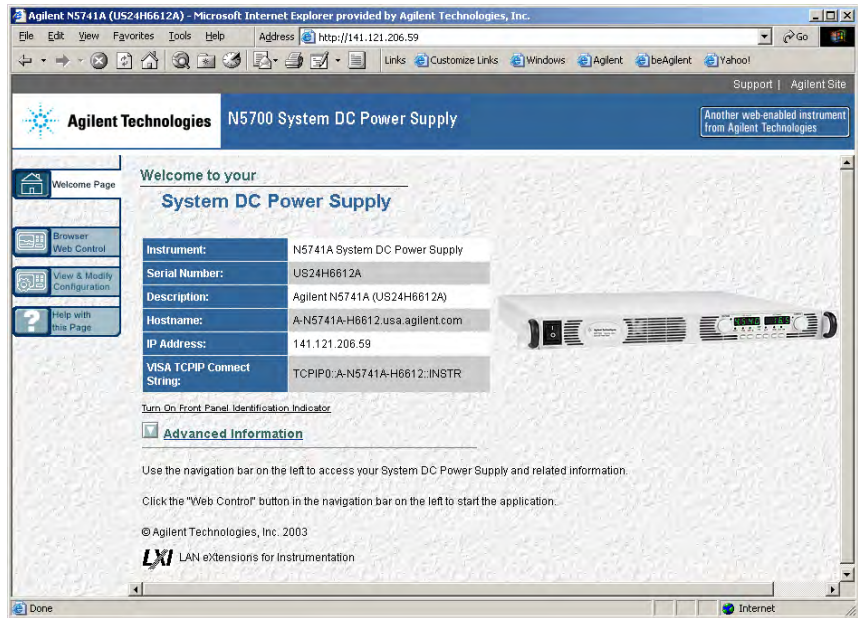 Agilent N5741A (US24H6612A) - Microsoft Internet Explorer provided by Agilent Technologies, Inc.
File Edit View Favorites Tools Help Address http://141.121.206.59 Go
Links Customize Links Windows Agilent beAgilent Yahoo!
Support | Agilent Site
Agilent Technologies N5700 System DC Power Supply
Another web-enabled instrument
from Agilent Technologies
Welcome Page
Browser
Web Control
View & Modify
Configuration
Help with
this Page
Welcome to your
System DC Power Supply
Instrument: N5741A System DC Power Supply
Serial Number: US24H6612A
Description: Agilent N5741A (US24H6612A)
Hostname: A-N5741A-H6612.usa.agilent.com
IP Address: 141.121.206.59
VISA TCPIP Connect
String: TCPIP0::A-N5741A-H6612::INSTR
Turn On Front Panel Identification Indicator
Advanced Information
Use the navigation bar on the left to access your System DC Power Supply and related information.
Click the "Web Control" button in the navigation bar on the left to start the application.
© Agilent Technologies, Inc. 2003
LXI LAN eXtensions for Instrumentation
Done Internet